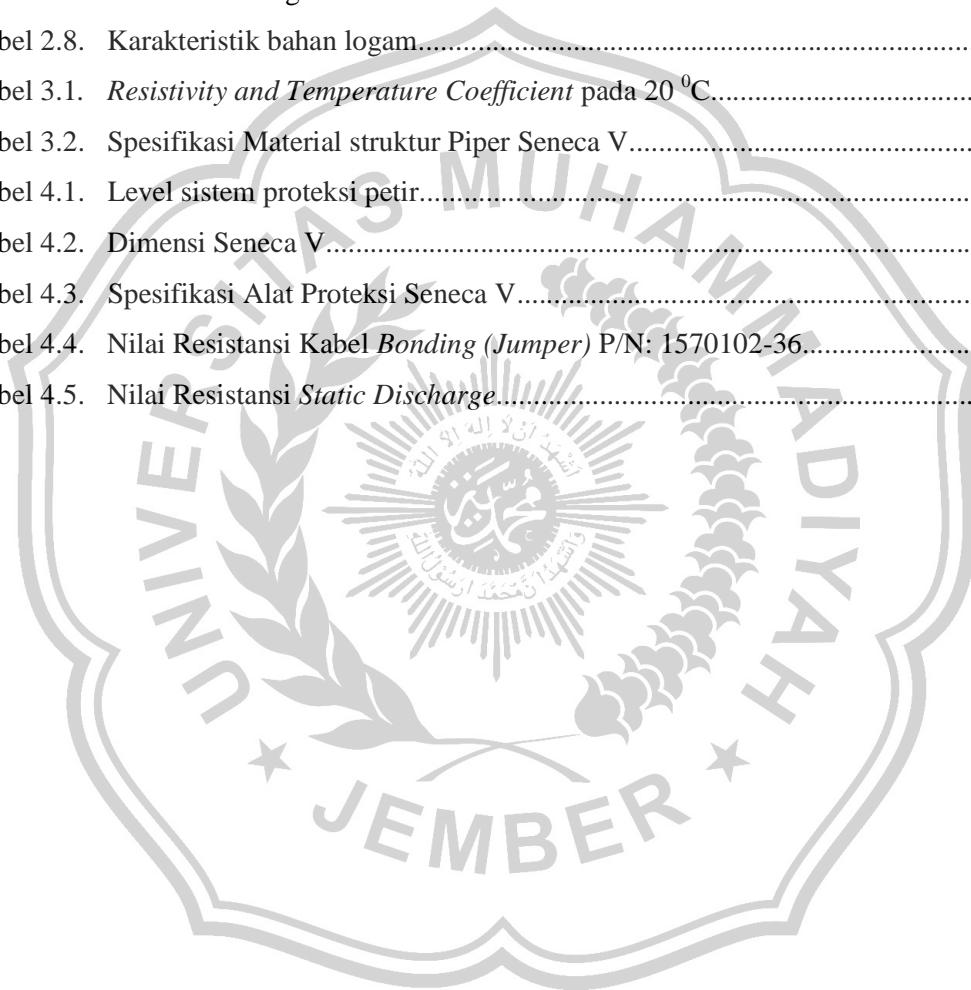 bel 2.8. Karakteristik bahan logam....................................................................................
bel 3.1. Resistivity and Temperature Coefficient pada 20 ⁰C...................................
bel 3.2. Spesifikasi Material struktur Piper Seneca V..............................................
bel 4.1. Level sistem proteksi petir....................................................................................
bel 4.2. Dimensi Seneca V...............................................................................................
bel 4.3. Spesifikasi Alat Proteksi Seneca V.............................................................
bel 4.4. Nilai Resistansi Kabel Bonding (Jumper) P/N: 1570102-36......................
bel 4.5. Nilai Resistansi Static Discharge................................................................
UNIVERSITAS MUHAMMADIYAH
JEMBER